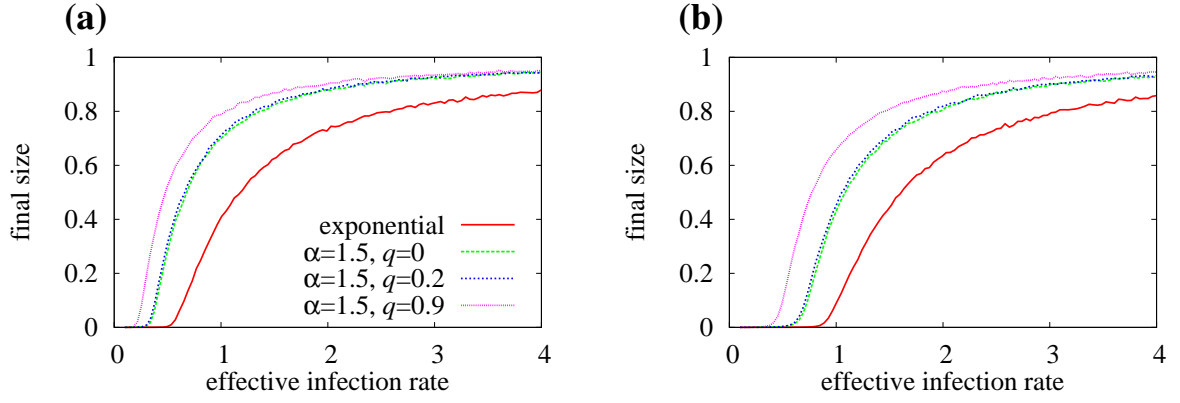 (a)
1
0.8
0.6
0.4
0.2
0
final size
exponential
α=1.5, q=0
α=1.5, q=0.2
α=1.5, q=0.9
0 1 2 3 4
effective infection rate
(b)
1
0.8
0.6
0.4
0.2
0
final size
0 1 2 3 4
effective infection rate